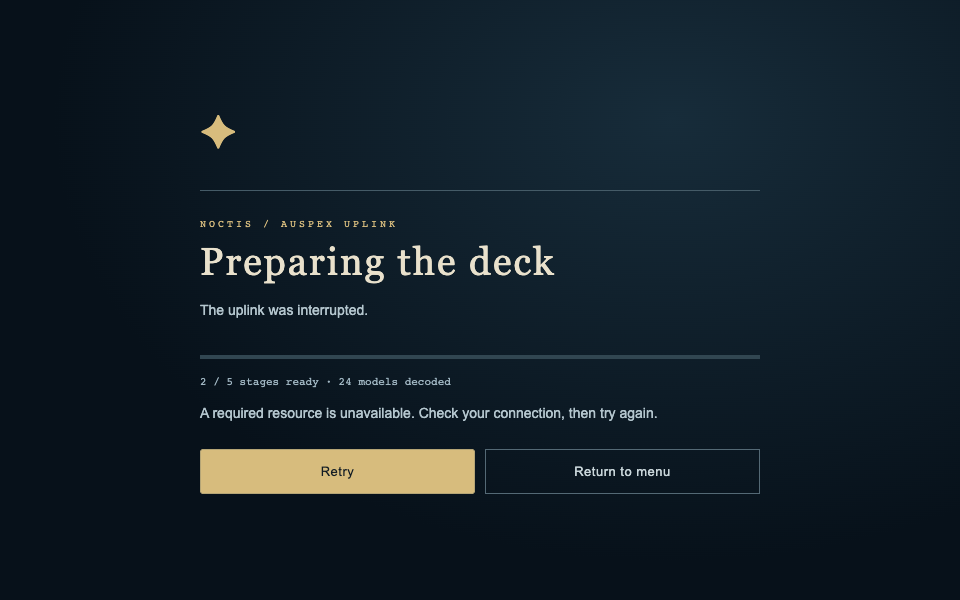 NOCTIS / AUSPEX UPLINK
Preparing the deck
The uplink was interrupted.
2 / 5 stages ready · 24 models decoded
A required resource is unavailable. Check your connection, then try again.
Retry
Return to menu